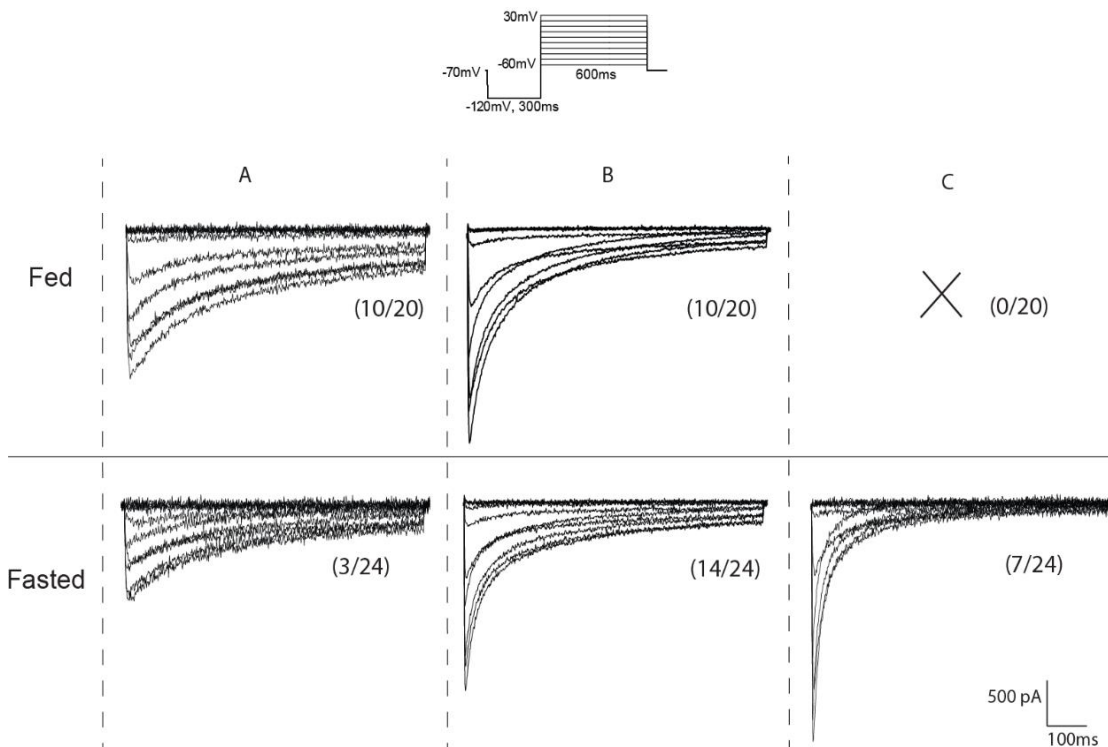 30mV
-60mV
-70mV
600ms
-120mV, 300ms
A B C
Fed
(10/20) (10/20) (0/20)
Fasted
(3/24) (14/24) (7/24)
500 pA
100ms